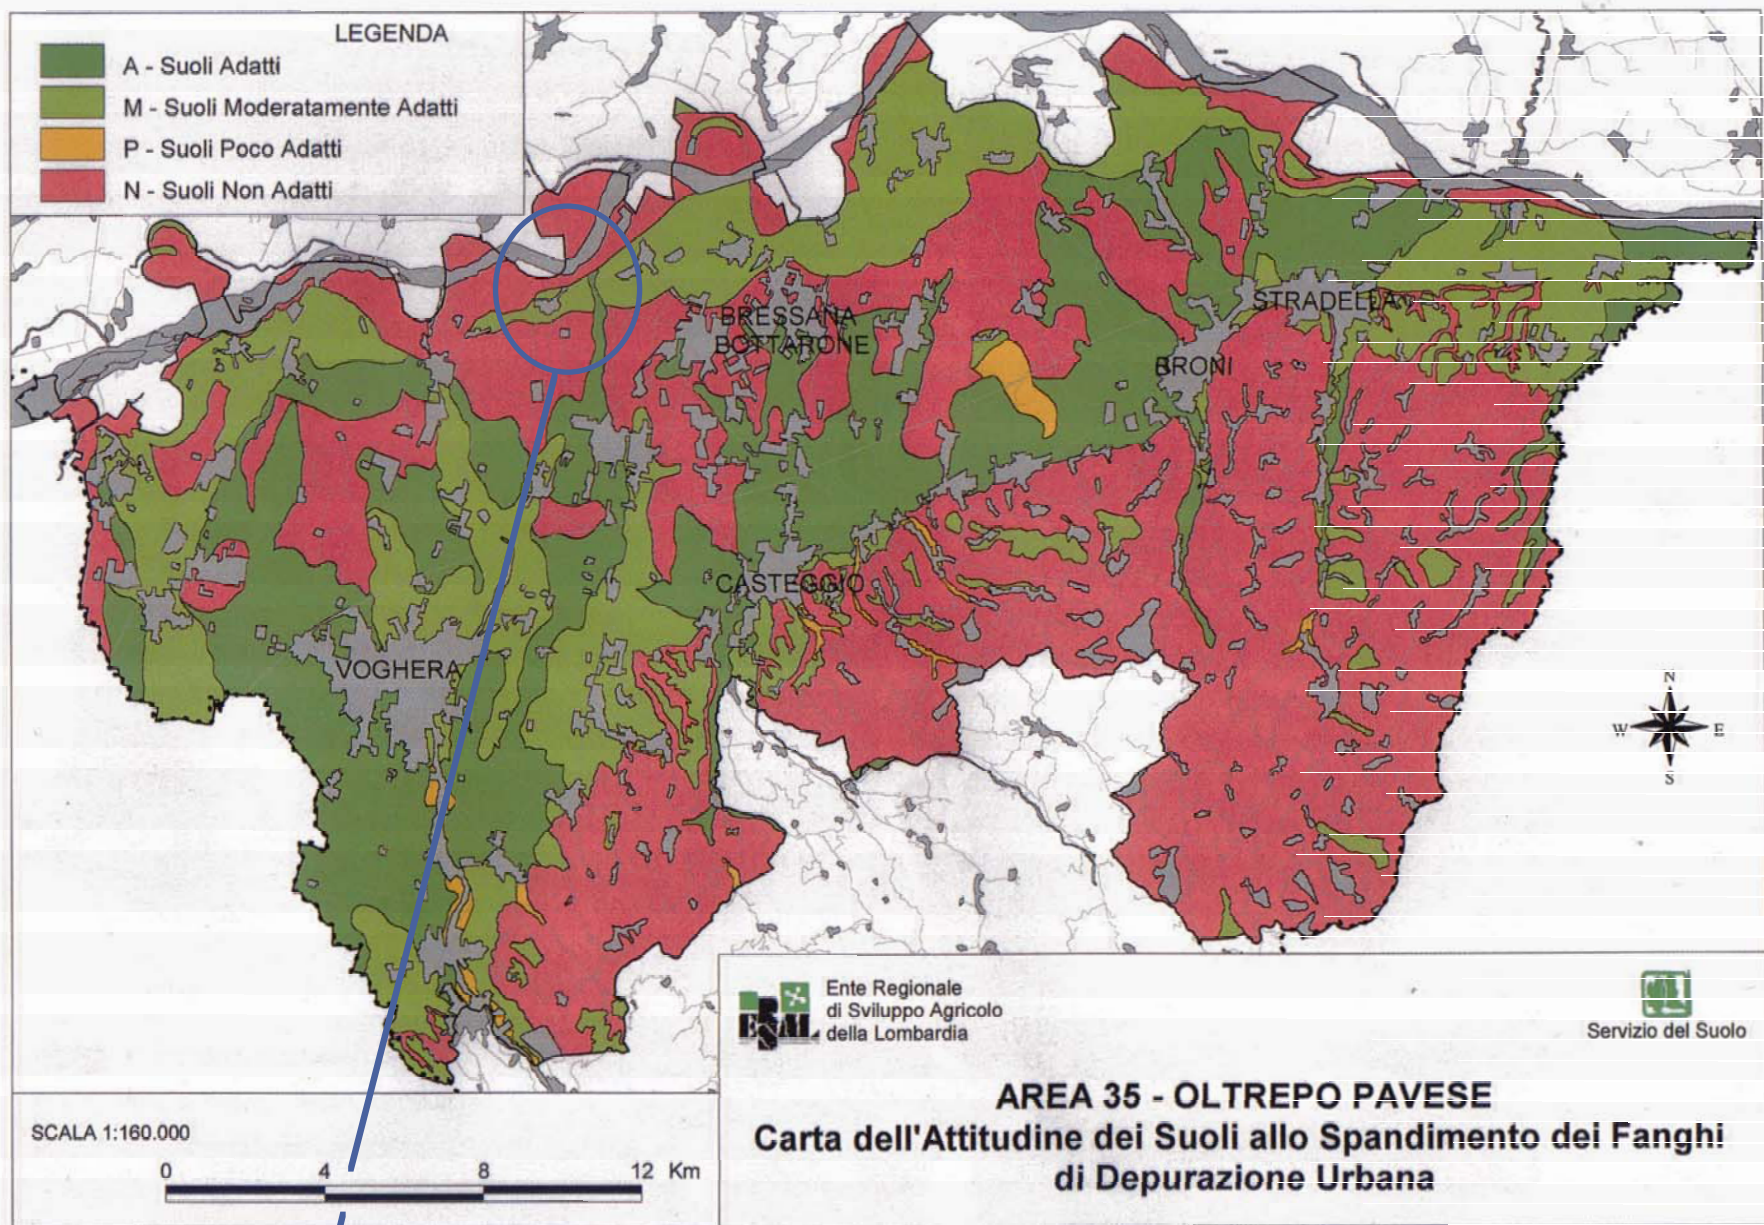 LEGENDA
A - Suoli Adatti
M - Suoli Moderatamente Adatti
P - Suoli Poco Adatti
N - Suoli Non Adatti
BRESSANA
BOTTARONE
STRADELLA
BRONI
CASTEGGIO
VOGHERA
N
W E
S
ERSAL
Ente Regionale
di Sviluppo Agricolo
della Lombardia
Servizio del Suolo
AREA 35 - OLTREPO PAVESE
Carta dell'Attitudine dei Suoli allo Spandimento dei Fanghi
di Depurazione Urbana
SCALA 1:160.000
0 4 8 12 Km